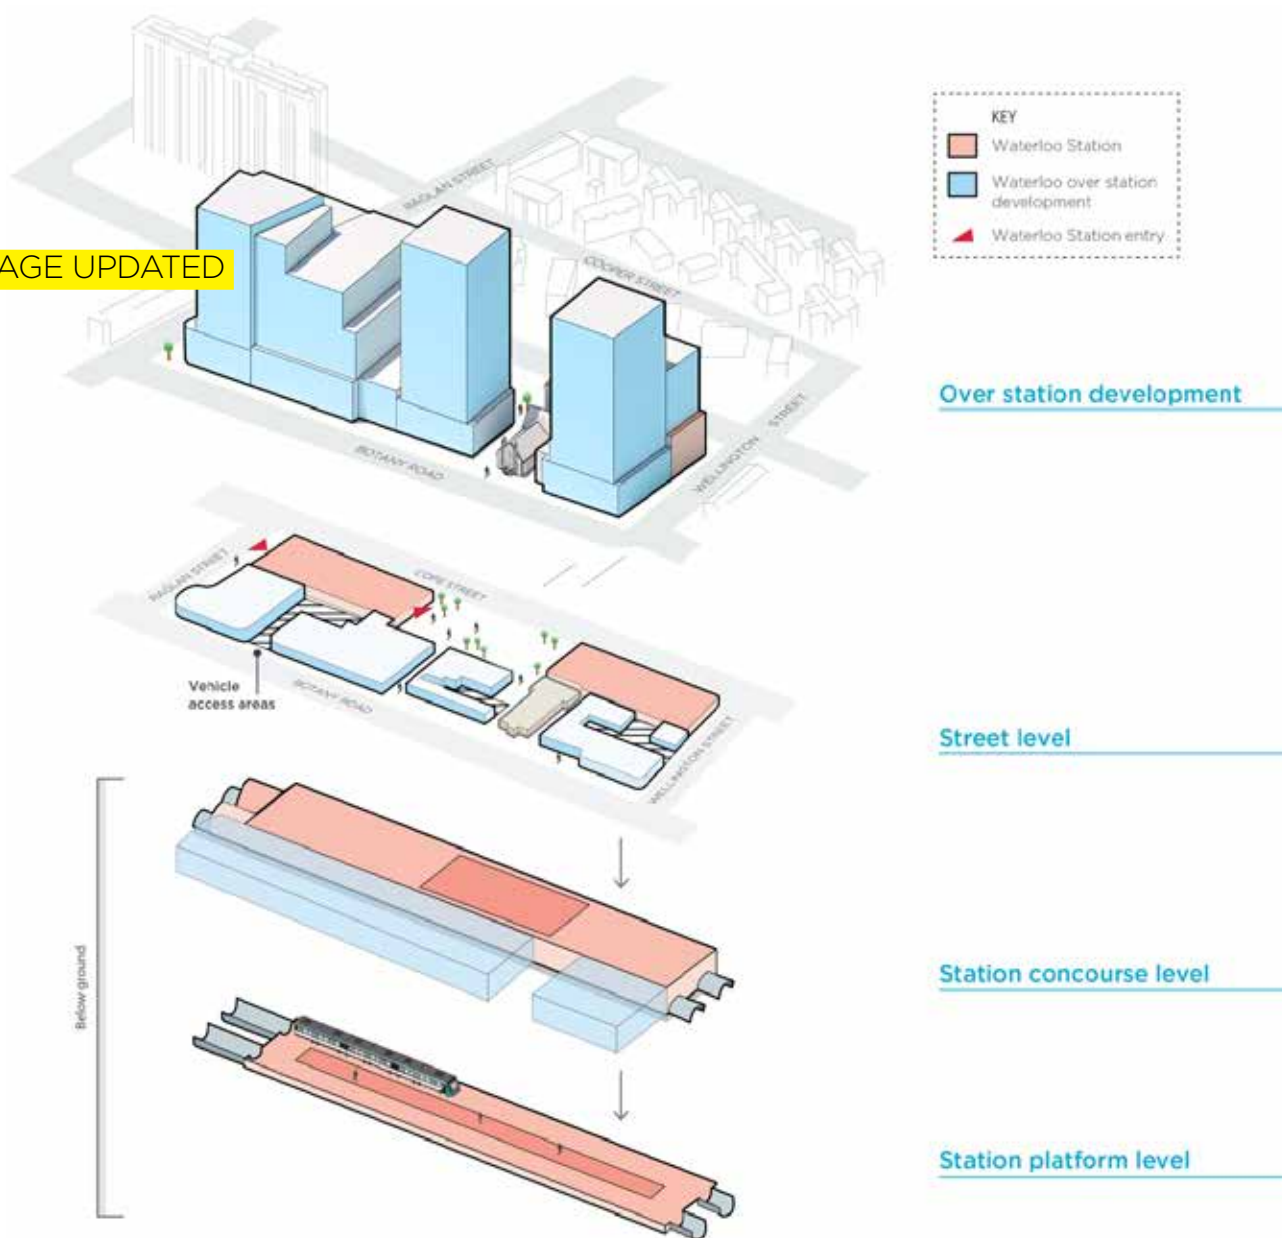 KEY
Waterloo Station
Waterloo over station
development
Waterloo Station entry
RAGLAN STREET
AGE UPDATED
COOPER STREET
Over station development
BOTANY ROAD
WELLINGTON STREET
RAGLAN STREET
COPE STREET
Vehicle
access areas
BOTANY ROAD
WELLINGTON STREET
Street level
Below ground
Station concourse level
Station platform level